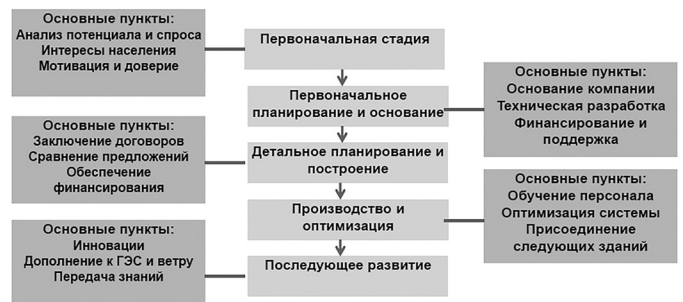 Основные пункты:
Анализ потенциала и спроса
Интересы населения
Мотивация и доверие
Первоначальная стадия
Первоначальное
планирование и основание
Основные пункты:
Основание компании
Техническая разработка
Финансирование и
поддержка
Основные пункты:
Заключение договоров
Сравнение предложений
Обеспечение
финансирования
Детальное планирование и
построение
Производство и
оптимизация
Основные пункты:
Обучение персонала
Оптимизация системы
Присоединение
следующих зданий
Основные пункты:
Инновации
Дополнение к ГЭС и ветру
Передача знаний
Последующее развитие